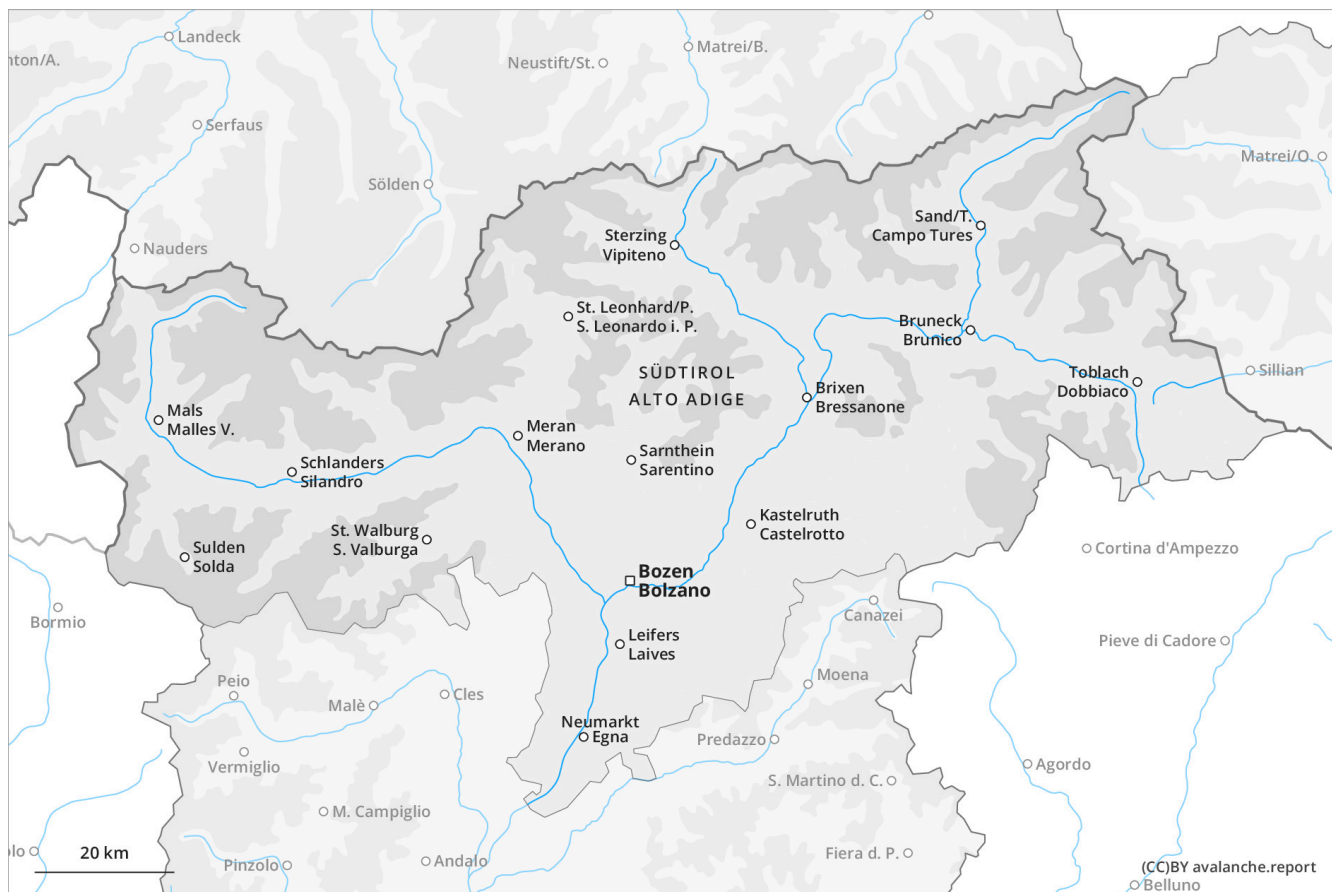 Landeck
nton/A.
Matrei/B.
Neustift/St.
Serfaus
Matrei/O.
Sölden
Nauders
Sand/T.
Campo Tures
Sterzing
Vipiteno
St. Leonhard/P.
S. Leonardo i. P.
Bruneck
Brunico
SÜDTIROL
ALTO ADIGE
Toblach
Dobbiaco
Sillian
Brixen
Bressanone
Mals
Malles V.
Meran
Merano
Schlanders
Silandro
Sarnthein
Sarentino
Kastelruth
Castelrotto
St. Walburg
S. Valburga
Sulden
Solda
Cortina d'Ampezzo
Bozen
Bolzano
Bormio
Canazei
Leifers
Laives
Pieve di Cadore
Peio
Malè
Cles
Moena
Neumarkt
Egna
Predazzo
Vermiglio
Agordo
S. Martino d. C.
M. Campiglio
olo
20 km
Pinzolo
Andalo
Fiera d. P.
(CC)BY avalanche.report
Belluno